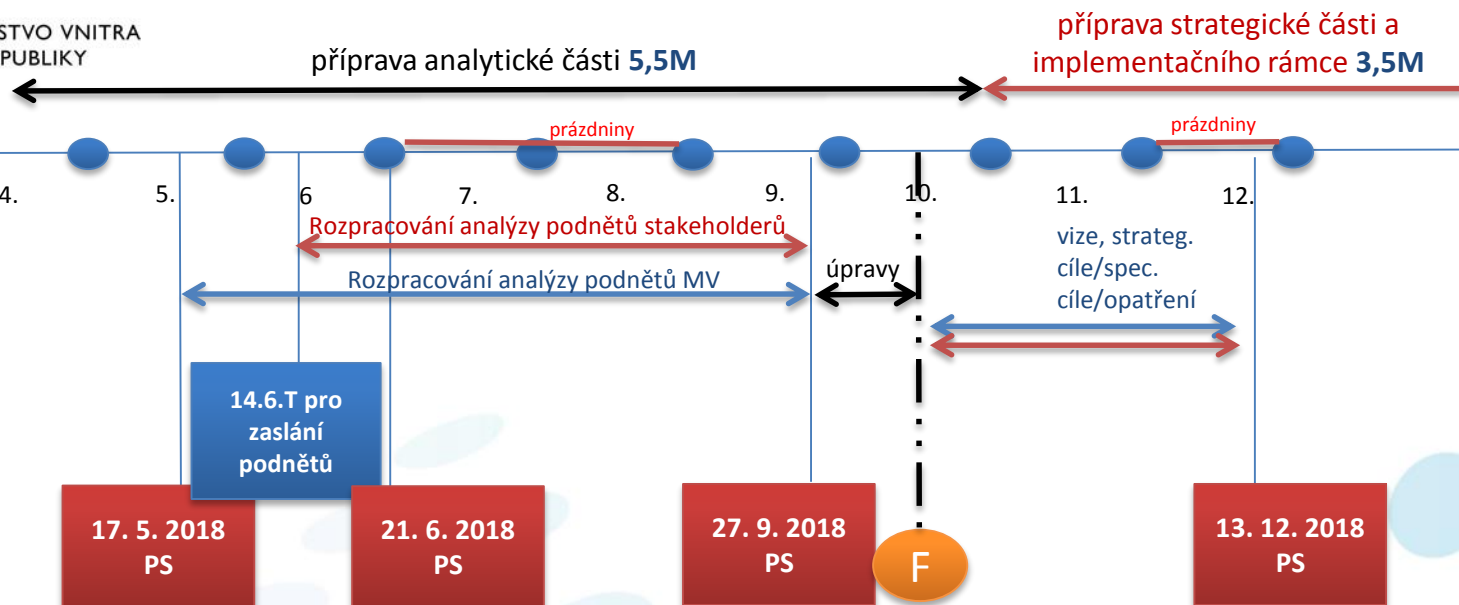 STVO VNITRA
PUBLIKY
příprava analytické části 5,5M
příprava strategické části a
implementačního rámce 3,5M
prázdniny
prázdniny
4.
5.
6
7.
8.
9.
10.
11.
12.
Rozpracování analýzy podnětů stakeholderů
Rozpracování analýzy podnětů MV
úpravy
vize, strateg.
cíle/spec.
cíle/opatření
14.6.T pro
zaslání
podnětů
17. 5. 2018
PS
21. 6. 2018
PS
27. 9. 2018
PS
F
13. 12. 2018
PS